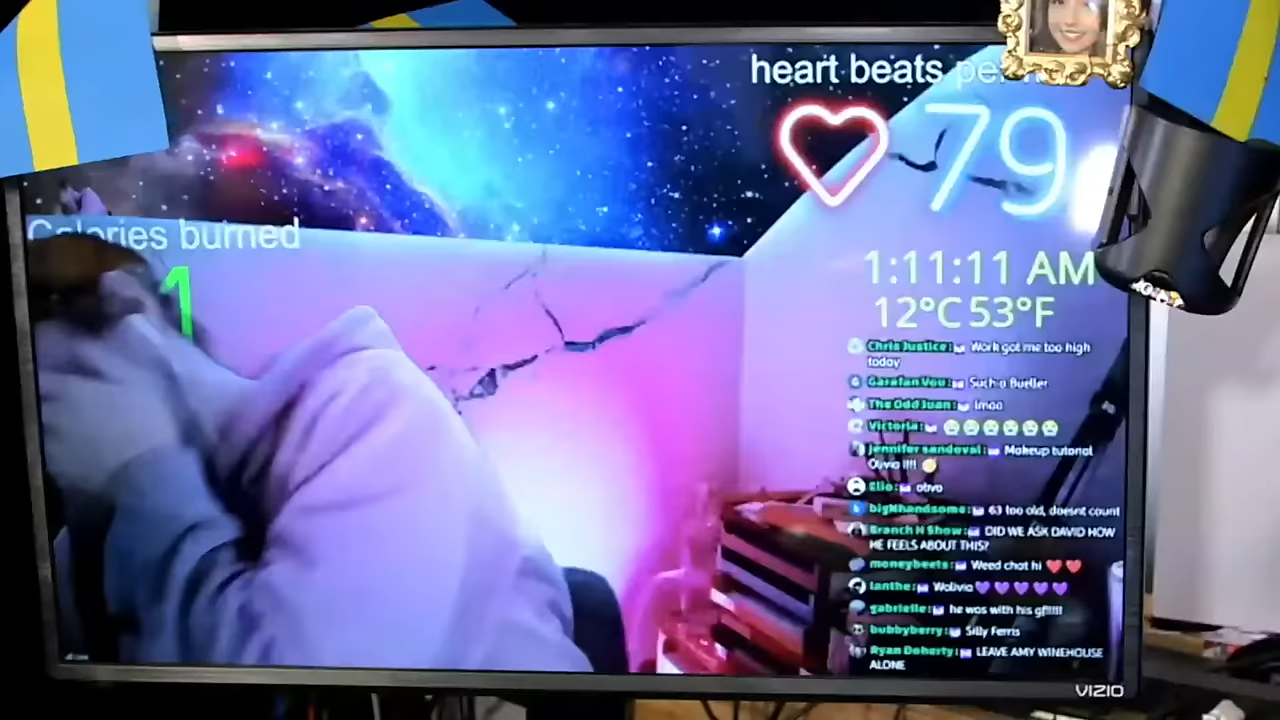 heart beats pe
79
Calories burned
1
1:11:11 AM
12°C 53°F
Chris Justice: Work got me too high
today
Garafan Vou: Such a Bueller
The Odd Juan: lmao
Victoria: 😭😭😭😭😭😭
Jennifer sandoval: Makeup tutorial
Olivia !!!!
Elio: otivo
bigNhandsome: 63 too old, doesnt count
Branch N Show: DID WE ASK DAVID HOW
HE FEELS ABOUT THIS?
moneybeets: Weed chat hi ❤️❤️
Ianthe: Wolivia 💜💜💜💜💜
gabrielle: he was with his gf!!!!!
bubbyberry: Silly Ferris
Ryan Doherty: LEAVE AMY WINEHOUSE
ALONE
VIZIO